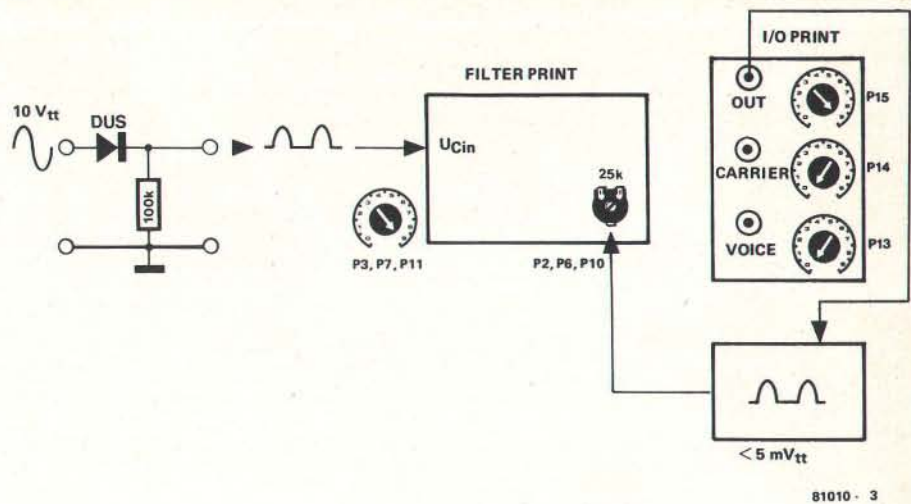 10 Vtt
DUS
100k
FILTER PRINT
UCin
25k
P3, P7, P11
P2, P6, P10
I/O PRINT
OUT
P15
CARRIER
P14
VOICE
P13
< 5 mVtt
81010 - 3